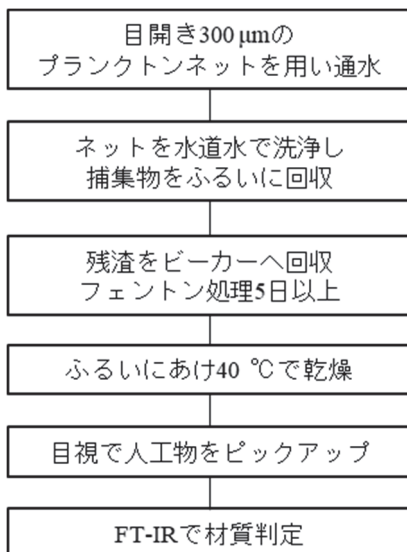 目開き300 μmの
プランクトンネットを用い通水
ネットを水道水で洗浄し
捕集物をふるいに回収
残渣をビーカーへ回収
フェントン処理5日以上
ふるいにあけ40 ℃で乾燥
目視で人工物をピックアップ
FT-IRで材質判定